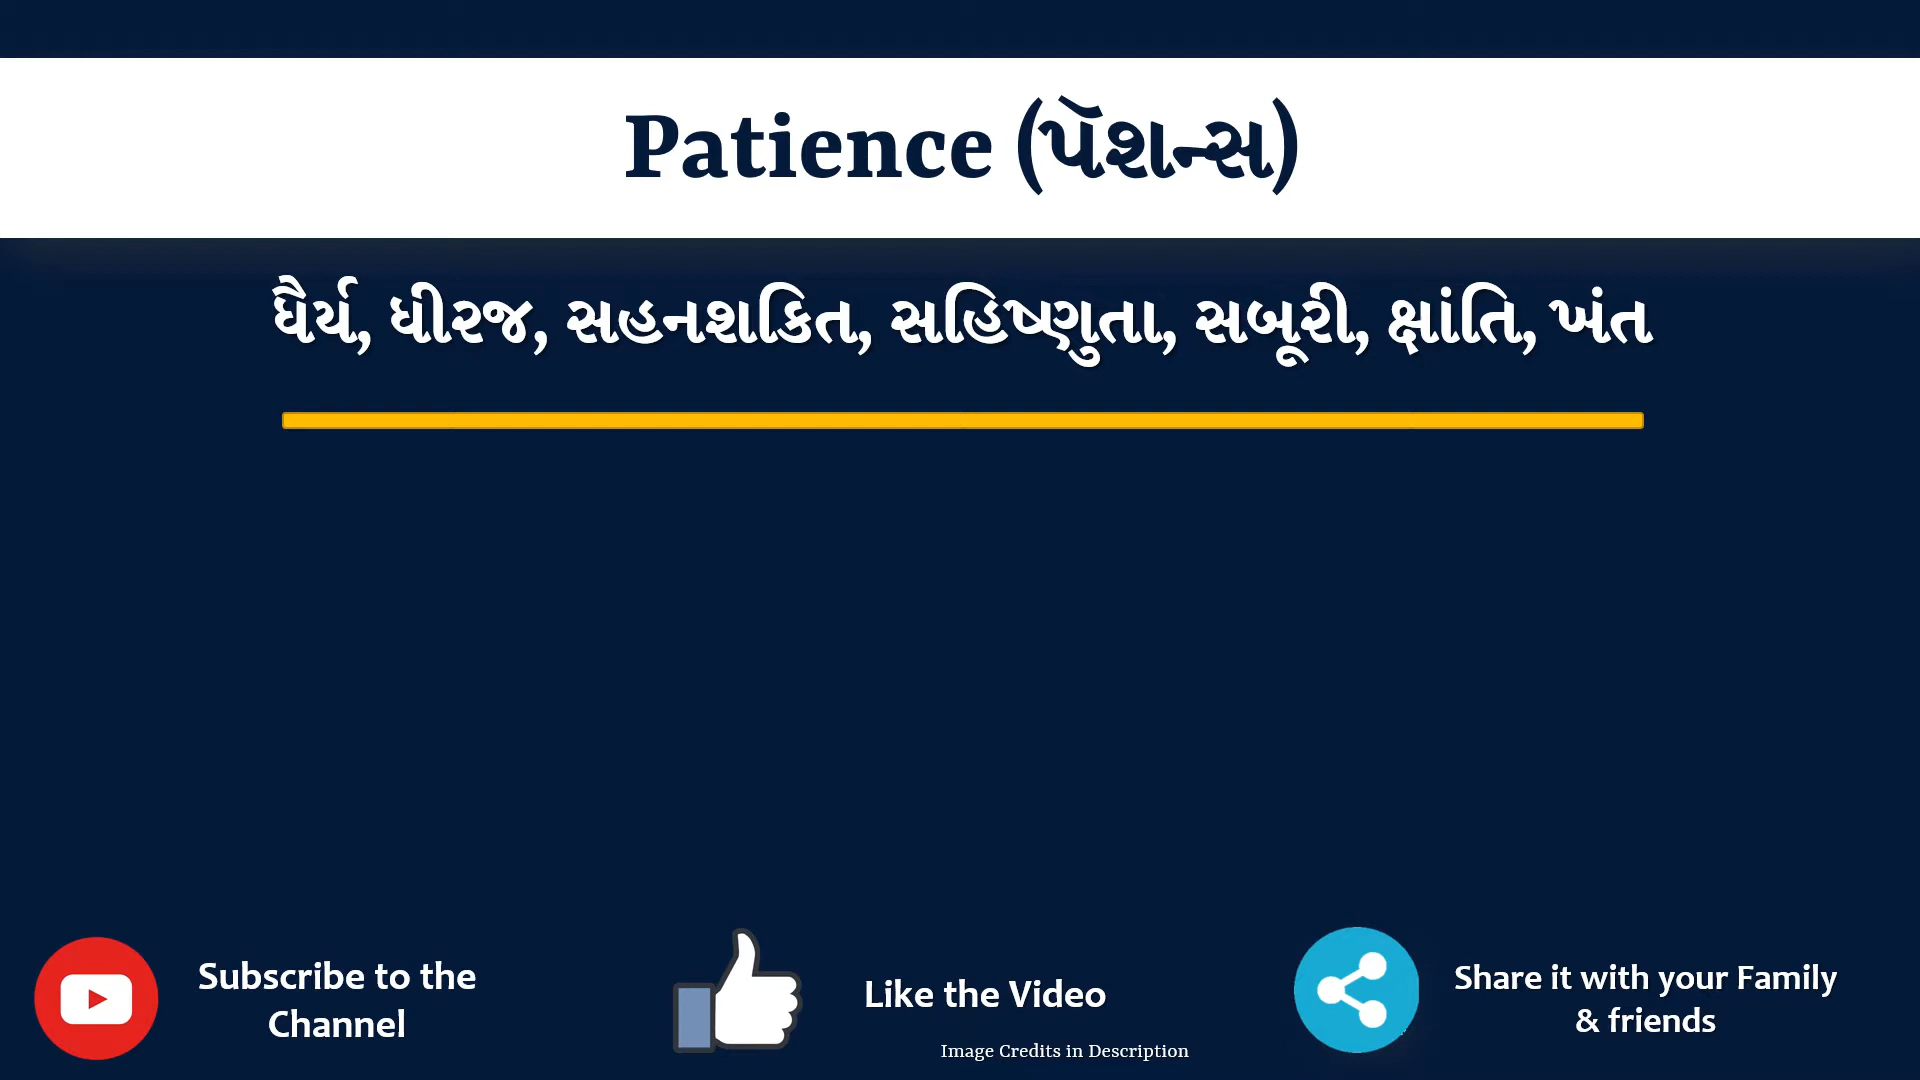 Patience (પૅશન્સ)
ધૈર્ય, ધીરજ, સહનશકિત, સહિષ્ણુતા, સબૂરી, ક્ષાંતિ, ખંત
Subscribe to the
Channel
Like the Video
Share it with your Family
& friends
Image Credits in Description